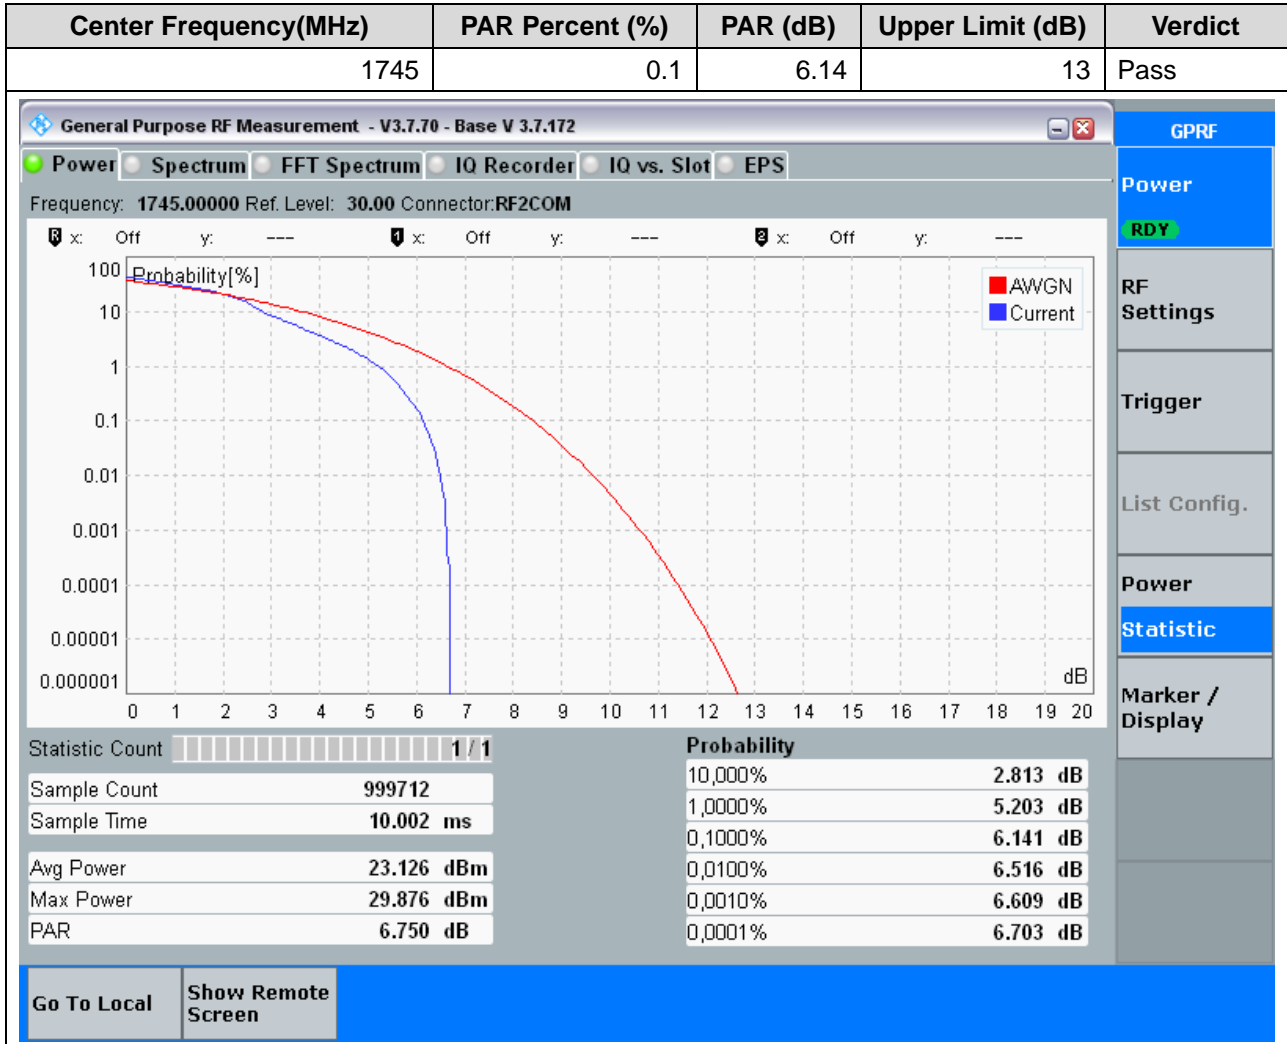 Center Frequency(MHz) PAR Percent (%) PAR (dB) Upper Limit (dB) Verdict
1745 0.1 6.14 13 Pass
General Purpose RF Measurement - V3.7.70 - Base V 3.7.172
GPRF
Power Spectrum FFT Spectrum IQ Recorder IQ vs. Slot EPS
Frequency: 1745.00000 Ref. Level: 30.00 Connector:RF2COM
R x: Off y: --- 1 x: Off y: --- 2 x: Off y: ---
Probability[%]
100
10
1
0.1
0.01
0.001
0.0001
0.00001
0.000001
AWGN
Current
dB
0 1 2 3 4 5 6 7 8 9 10 11 12 13 14 15 16 17 18 19 20
Statistic Count 1 / 1
Sample Count 999712
Sample Time 10.002 ms
Avg Power 23.126 dBm
Max Power 29.876 dBm
PAR 6.750 dB
Probability
10,000% 2.813 dB
1,0000% 5.203 dB
0,1000% 6.141 dB
0,0100% 6.516 dB
0,0010% 6.609 dB
0,0001% 6.703 dB
Power
RDY
RF
Settings
Trigger
List Config.
Power
Statistic
Marker /
Display
Go To Local
Show Remote
Screen